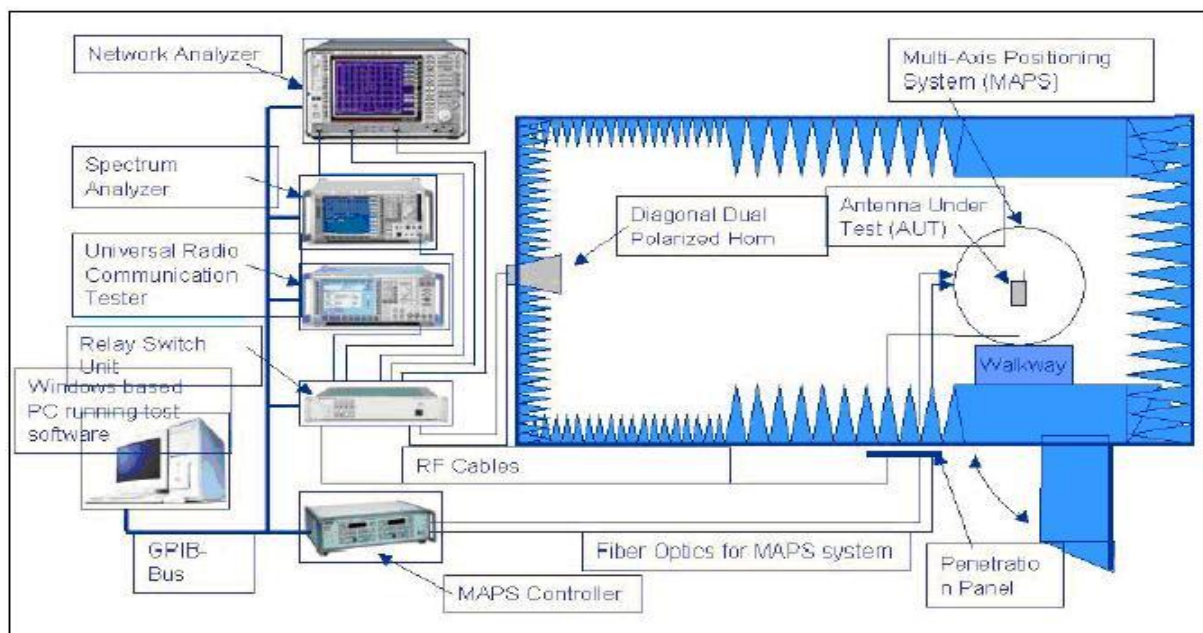 Network Analyzer
Multi-Axis Positioning
System (MAPS)
Spectrum
Analyzer
Diagonal Dual
Polarized Horn
Antenna Under
Test (AUT)
Universal Radio
Communication
Tester
Relay Switch
Unit
Walkway
Windows based
PC running test
software
RF Cables
GPIB-
Bus
Fiber Optics for MAPS system
Penetratio
n Panel
MAPS Controller